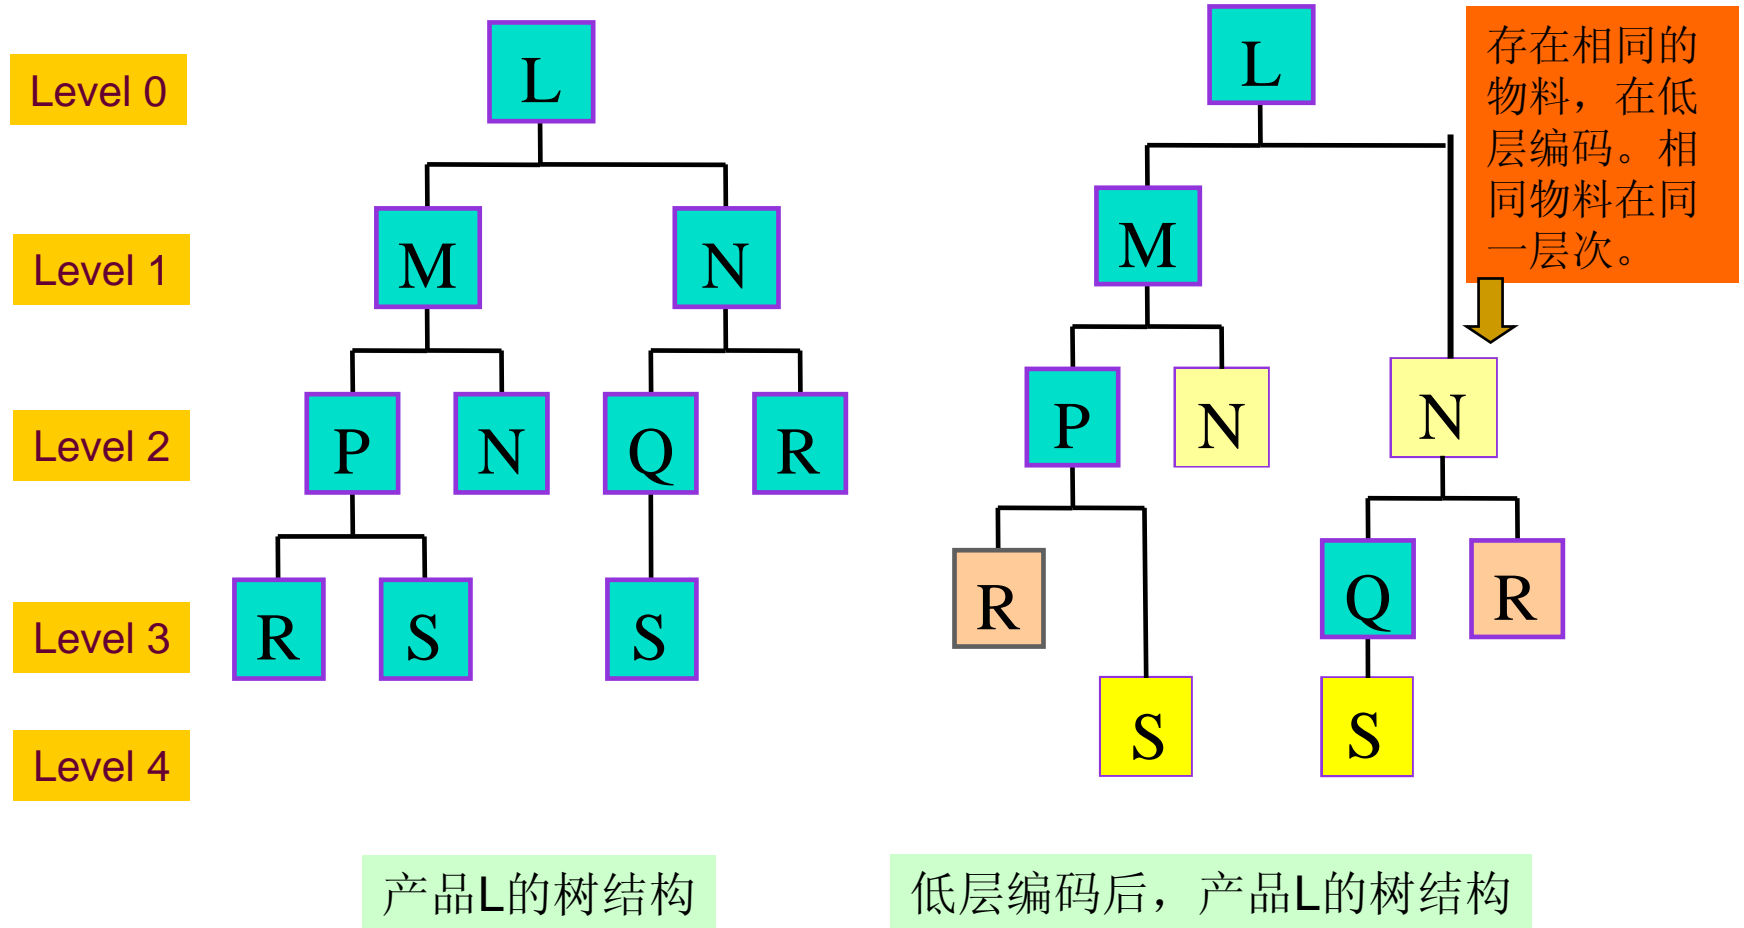 Level 0
Level 1
Level 2
Level 3
Level 4
L
M N
P N Q R
R S S
产品L的树结构
L
M
P N N
R Q R
S S
低层编码后，产品L的树结构
存在相同的
物料，在低
层编码。相
同物料在同
一层次。